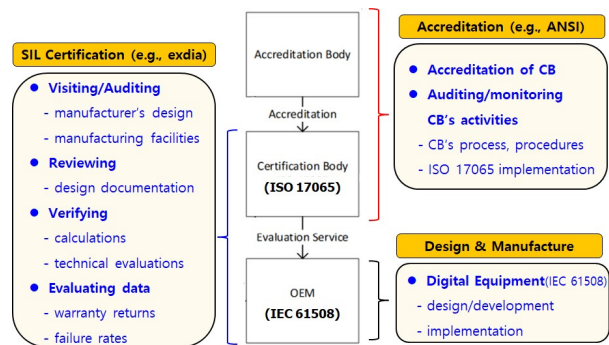 SIL Certification (e.g., exdia)
● Visiting/Auditing
- manufacturer's design
- manufacturing facilities
● Reviewing
- design documentation
● Verifying
- calculations
- technical evaluations
● Evaluating data
- warranty returns
- failure rates
Accreditation Body
Accreditation
Certification Body
(ISO 17065)
Evaluation Service
OEM
(IEC 61508)
Accreditation (e.g., ANSI)
● Accreditation of CB
● Auditing/monitoring
CB's activities
- CB's process, procedures
- ISO 17065 implementation
Design & Manufacture
● Digital Equipment(IEC 61508)
- design/development
- implementation